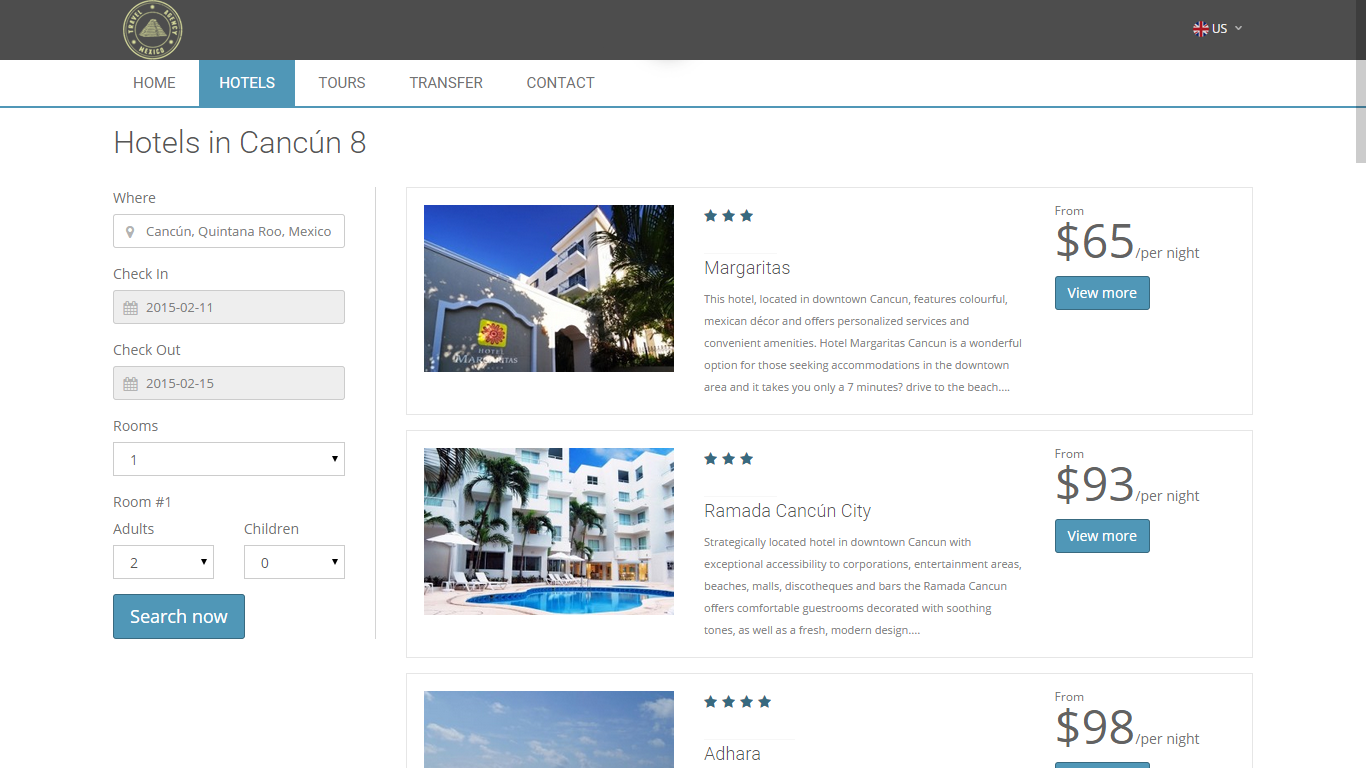 TRAVEL AGENCY
MEXICO
US
HOME
HOTELS
TOURS
TRANSFER
CONTACT
Hotels in Cancún 8
Where
Cancún, Quintana Roo, Mexico
Check In
2015-02-11
Check Out
2015-02-15
Rooms
1
Room #1
Adults
Children
2
0
Search now
HOTEL
MARGARITAS
Margaritas
This hotel, located in downtown Cancun, features colourful,
mexican décor and offers personalized services and
convenient amenities. Hotel Margaritas Cancun is a wonderful
option for those seeking accommodations in the downtown
area and it takes you only a 7 minutes? drive to the beach....
From
$65/per night
View more
Ramada Cancún City
Strategically located hotel in downtown Cancun with
exceptional accessibility to corporations, entertainment areas,
beaches, malls, discotheques and bars the Ramada Cancun
offers comfortable guestrooms decorated with soothing
tones, as well as a fresh, modern design....
From
$93/per night
View more
Adhara
From
$98/per night